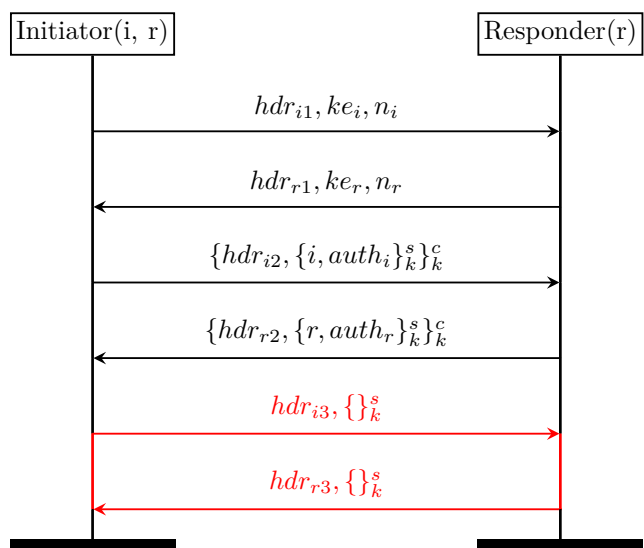 Initiator(i, r)
Responder(r)
hdr_{i1}, ke_i, n_i
hdr_{r1}, ke_r, n_r
{hdr_{i2}, {i, auth_i}^s_k}^c_k
{hdr_{r2}, {r, auth_r}^s_k}^c_k
hdr_{i3}, {}^s_k
hdr_{r3}, {}^s_k